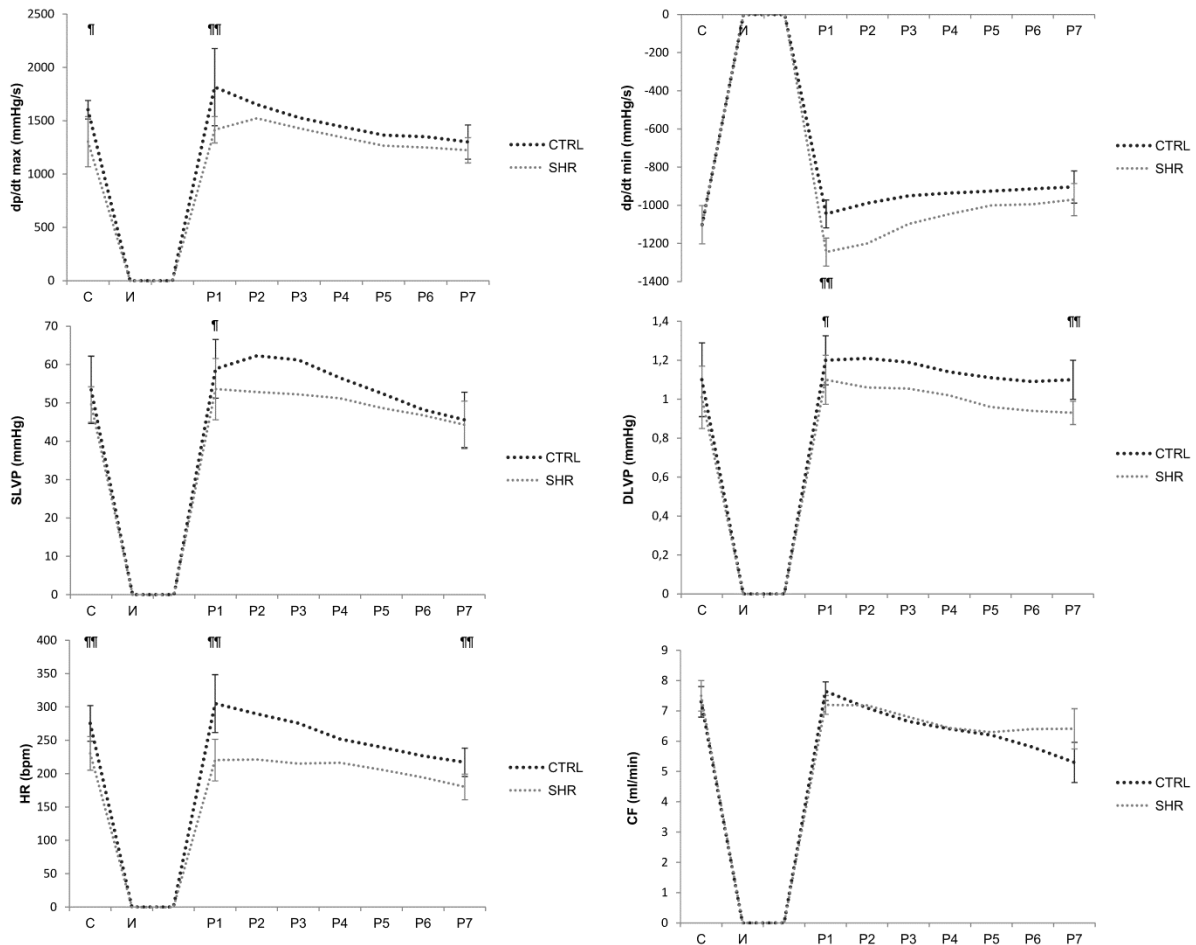 dp/dt max (mmHg/s)
2500
2000
1500
1000
500
0
¶
¶¶
C
И
P1
P2
P3
P4
P5
P6
P7
CTRL
SHR
dp/dt min (mmHg/s)
0
-200
-400
-600
-800
-1000
-1200
-1400
C
И
P1
P2
P3
P4
P5
P6
P7
¶¶
CTRL
SHR
SLVP (mmHg)
70
60
50
40
30
20
10
0
¶
C
И
P1
P2
P3
P4
P5
P6
P7
CTRL
SHR
DLVP (mmHg)
1,4
1,2
1
0,8
0,6
0,4
0,2
0
¶
¶¶
C
И
P1
P2
P3
P4
P5
P6
P7
CTRL
SHR
HR (bpm)
400
350
300
250
200
150
100
50
0
¶¶
¶¶
¶¶
C
И
P1
P2
P3
P4
P5
P6
P7
CTRL
SHR
CF (ml/min)
9
8
7
6
5
4
3
2
1
0
C
И
P1
P2
P3
P4
P5
P6
P7
CTRL
SHR